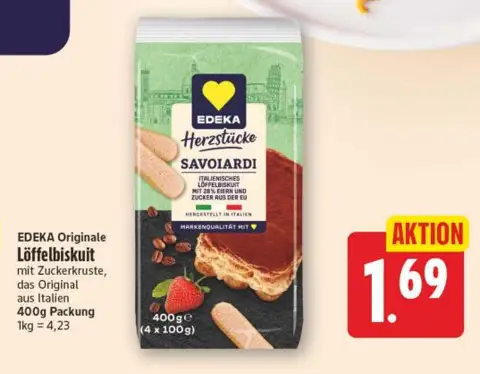 EDEKA
Herzstücke
SAVOIARDI
ITALIENISCHES
LÖFFELBISKUIT
MIT 28% EIERN UND
ZUCKER AUS DER EU
HERGESTELLT IN ITALIEN
MARKENQUALITÄT MIT
400g e
(4 x 100g)
EDEKA Originale
Löffelbiskuit
mit Zuckerkruste,
das Original
aus Italien
400g Packung
1kg = 4,23
AKTION
1.69